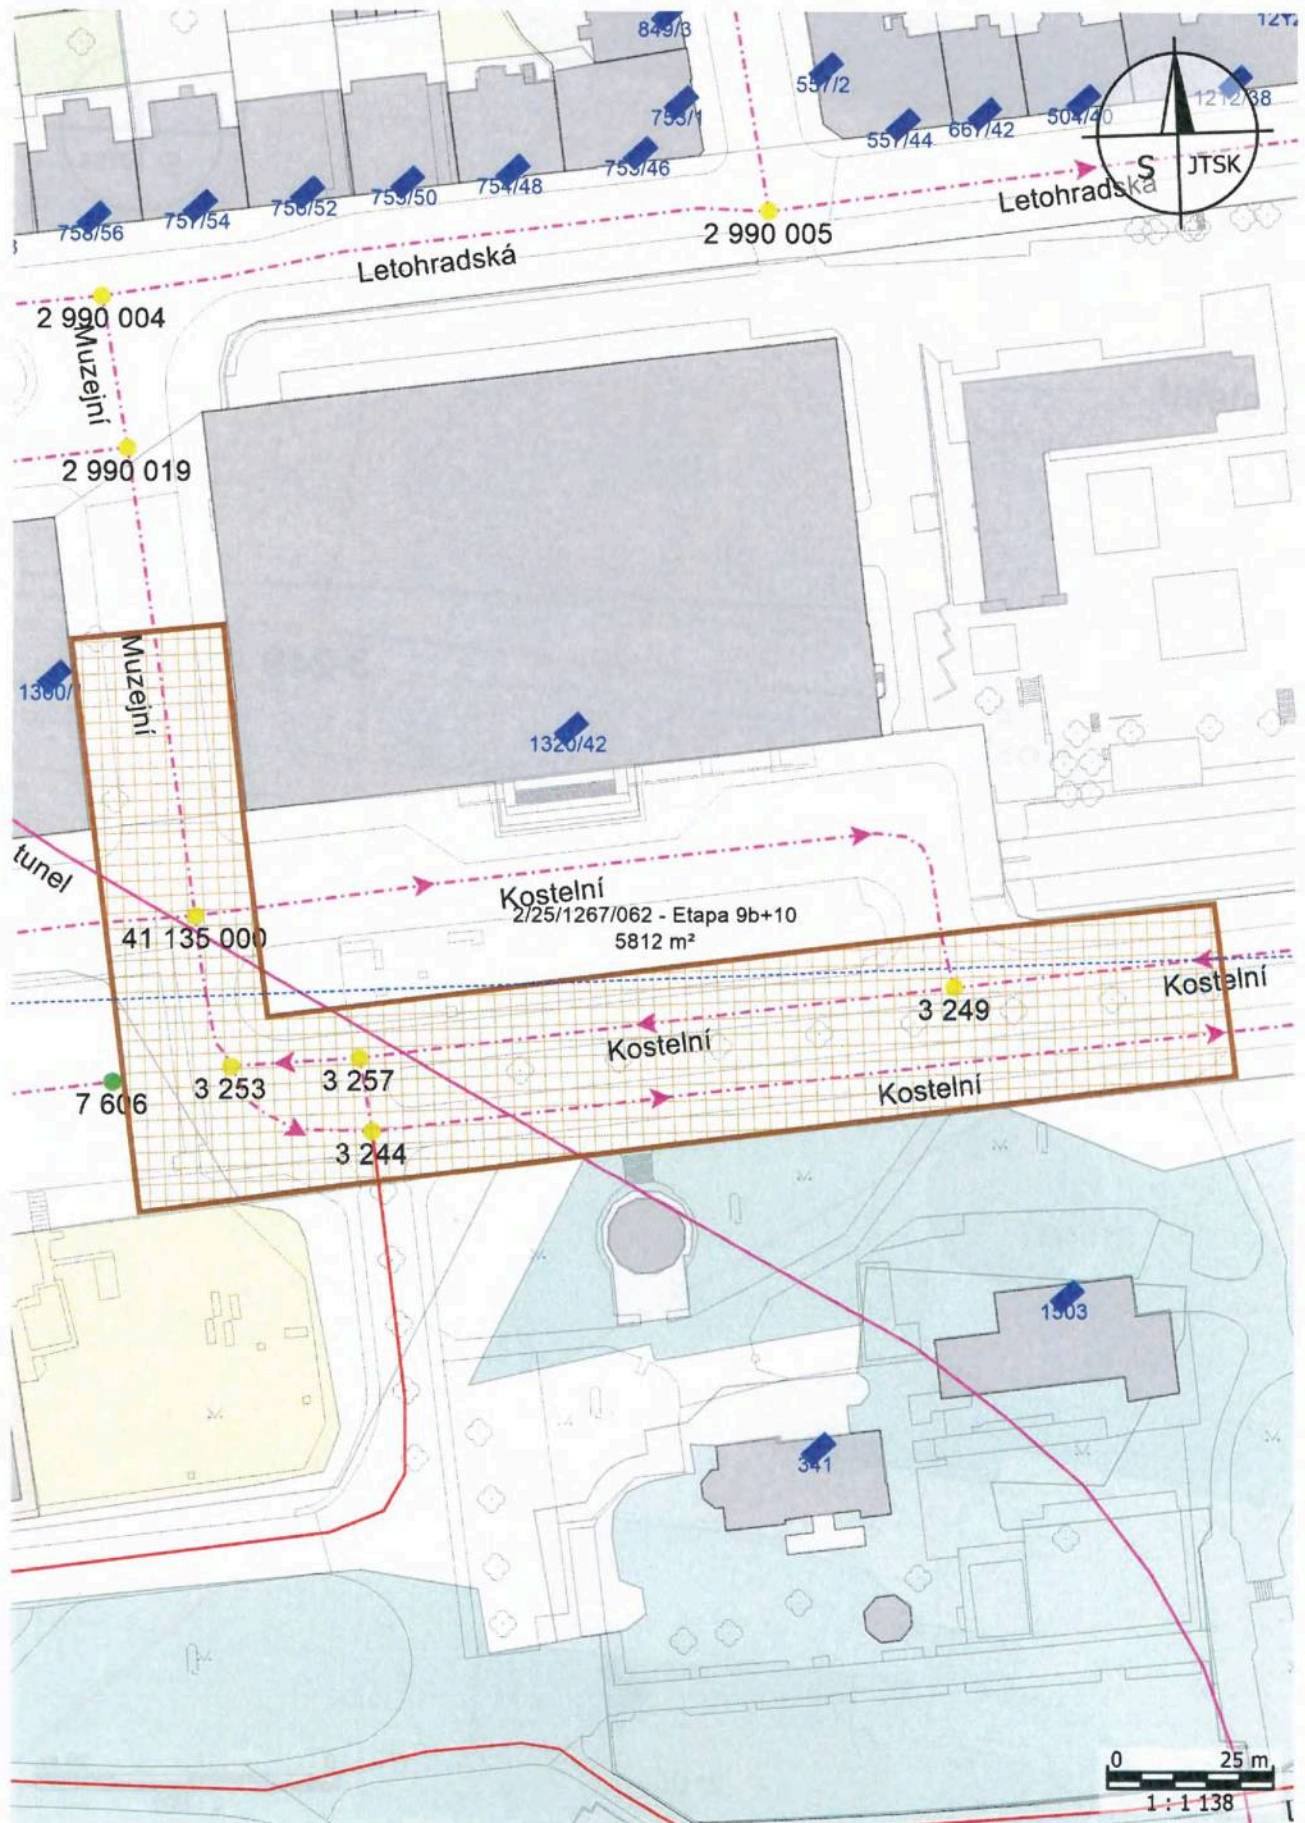 849/3
753/1
557/2
557/44
667/42
504/40
1212/38
S JTSK
758/56
757/54
756/52
755/50
754/48
753/46
Letohradská
2 990 005
Letohradská
2 990 004
Muzejní
2 990 019
Muzejní
1320/42
tunel
Kostelní
2/25/1267/062 - Etapa 9b+10
5812 m²
41 135 000
Kostelní
3 249
Kostelní
3 253
3 257
7 606
Kostelní
3 244
1503
341
0 25 m
1 : 1 138